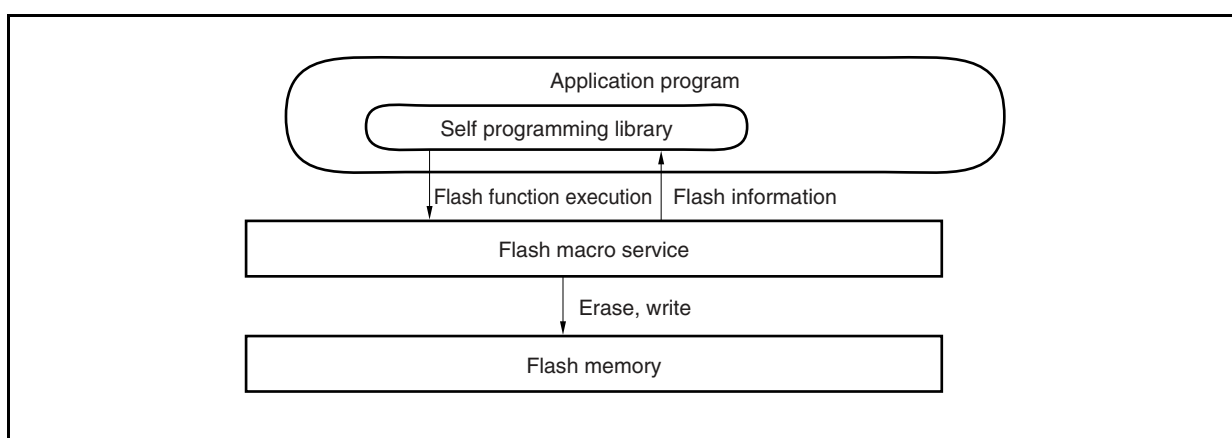 Application program
Self programming library
Flash function execution
Flash information
Flash macro service
Erase, write
Flash memory